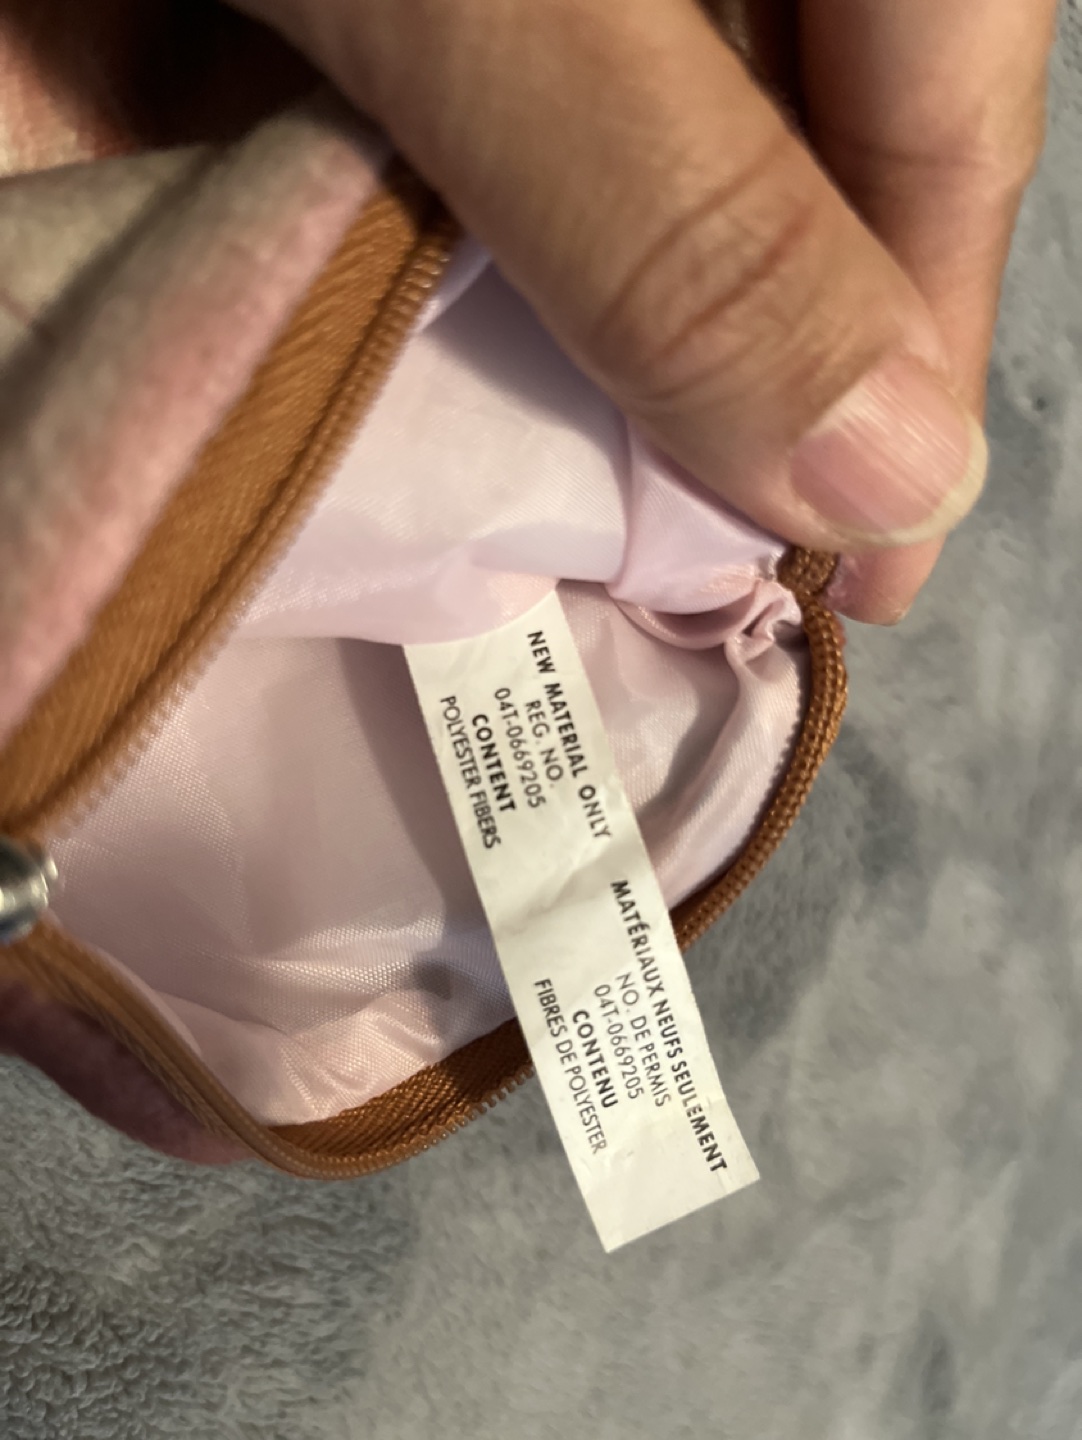 NEW MATERIAL ONLY
REG. NO.
04T-0669205
CONTENT
POLYESTER FIBERS
MATÉRIAUX NEUFS SEULEMENT
NO. DE PERMIS
04T-0669205
CONTENU
FIBRES DE POLYESTER